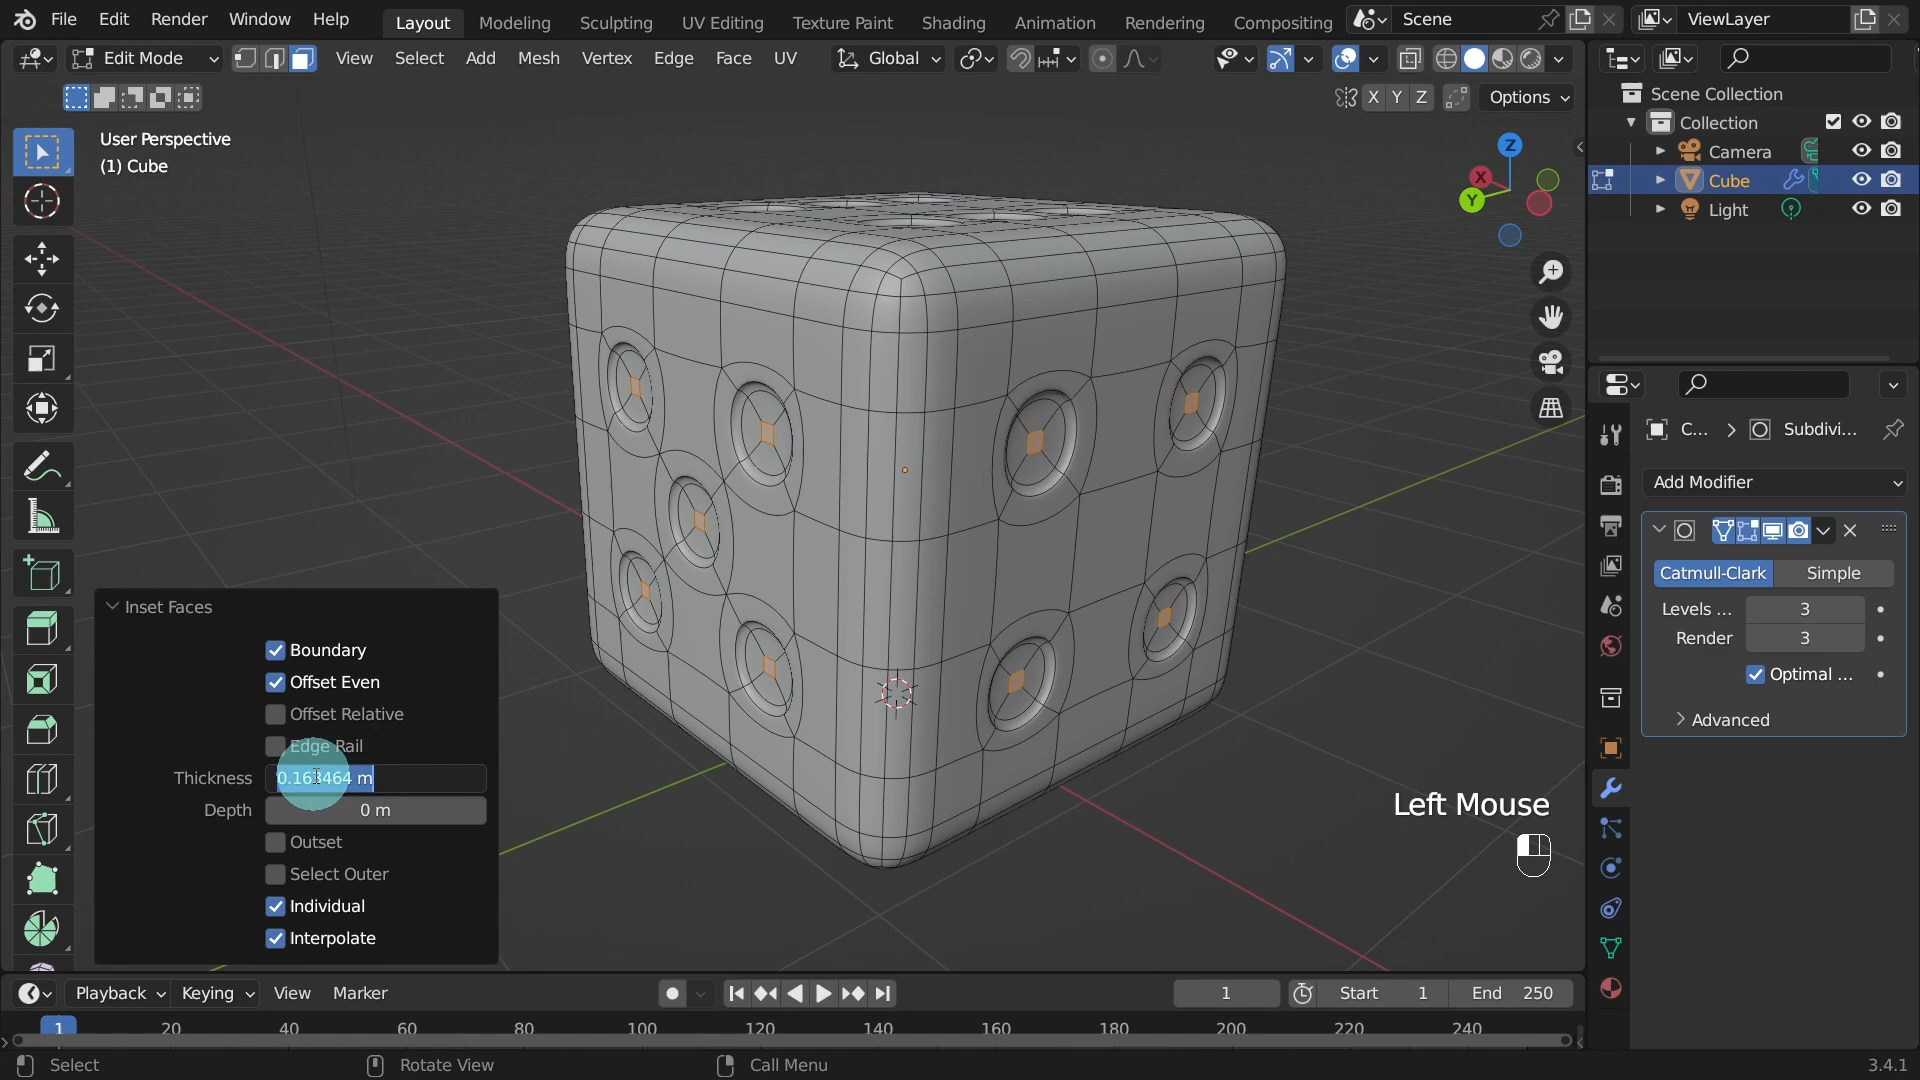 File Edit Render Window Help Layout Modeling Sculpting UV Editing Texture Paint Shading Animation Rendering Compositing Scene ViewLayer
Edit Mode View Select Add Mesh Vertex Edge Face UV Global
X Y Z Options
User Perspective
(1) Cube
Z
X
Y
Scene Collection
Collection
Camera
Cube
Light
C... Subdivi...
Add Modifier
Catmull-Clark Simple
Levels ... 3
Render 3
Optimal ...
Advanced
Inset Faces
Boundary
Offset Even
Offset Relative
Edge Rail
Thickness 0.163464 m
Depth 0 m
Outset
Select Outer
Individual
Interpolate
Left Mouse
Playback Keying View Marker 1 Start 1 End 250
1 20 40 60 80 100 120 140 160 180 200 220 240
Select Rotate View Call Menu 3.4.1